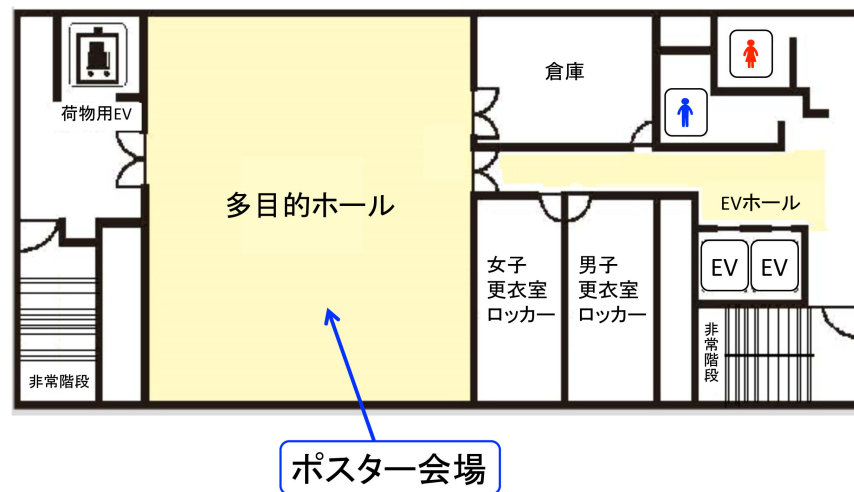 荷物用EV
倉庫
多目的ホール
EVホール
女子
更衣室
ロッカー
男子
更衣室
ロッカー
EV
EV
非常階段
非常階段
ポスター会場